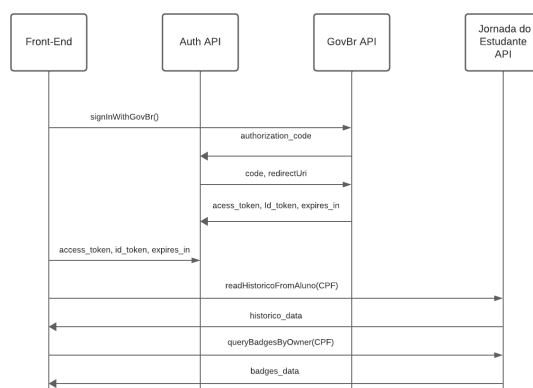 Front-End
Auth API
GovBr API
Jornada do
Estudante
API
signInWithGovBr()
authorization_code
code, redirectUri
acess_token, Id_token, expires_in
access_token, id_token, expires_in
readHistoricoFromAluno(CPF)
historico_data
queryBadgesByOwner(CPF)
badges_data